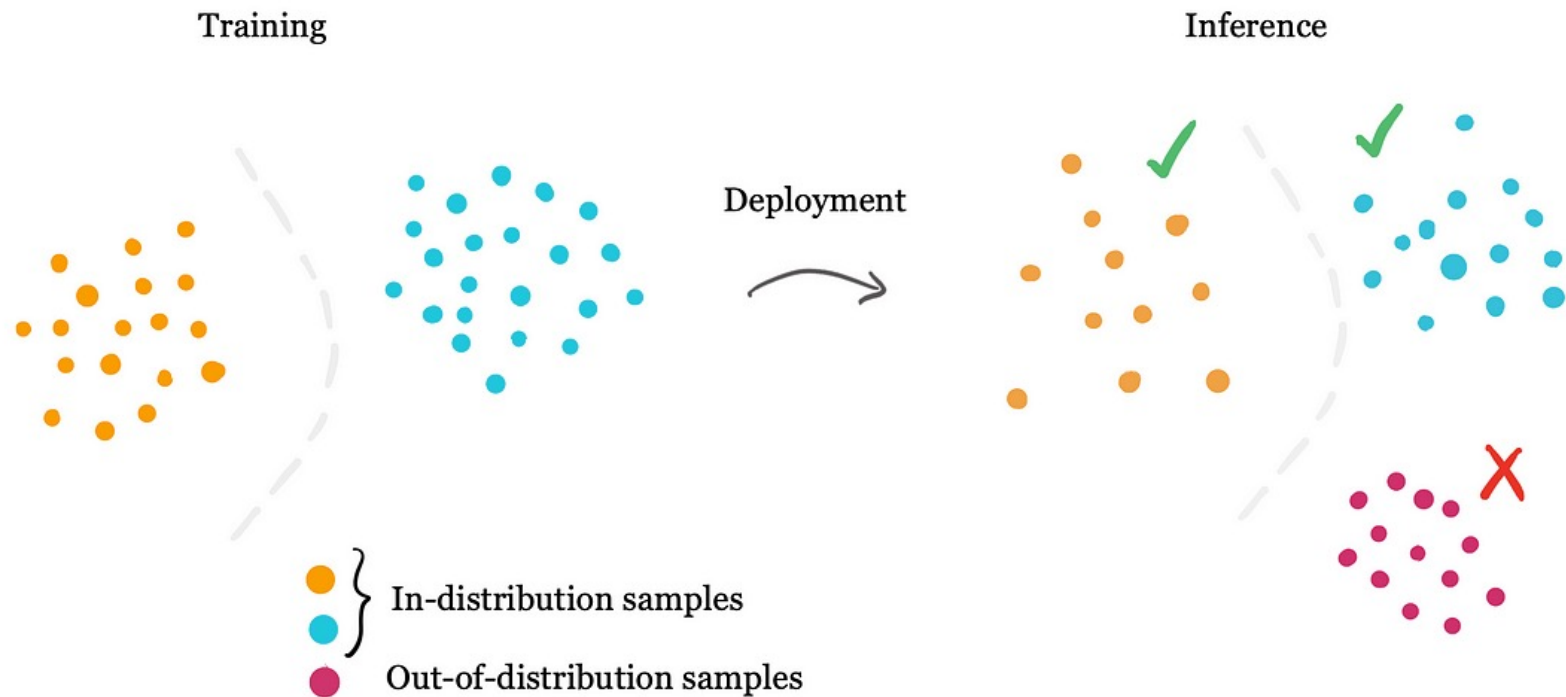 Training
Inference
Deployment
In-distribution samples
Out-of-distribution samples